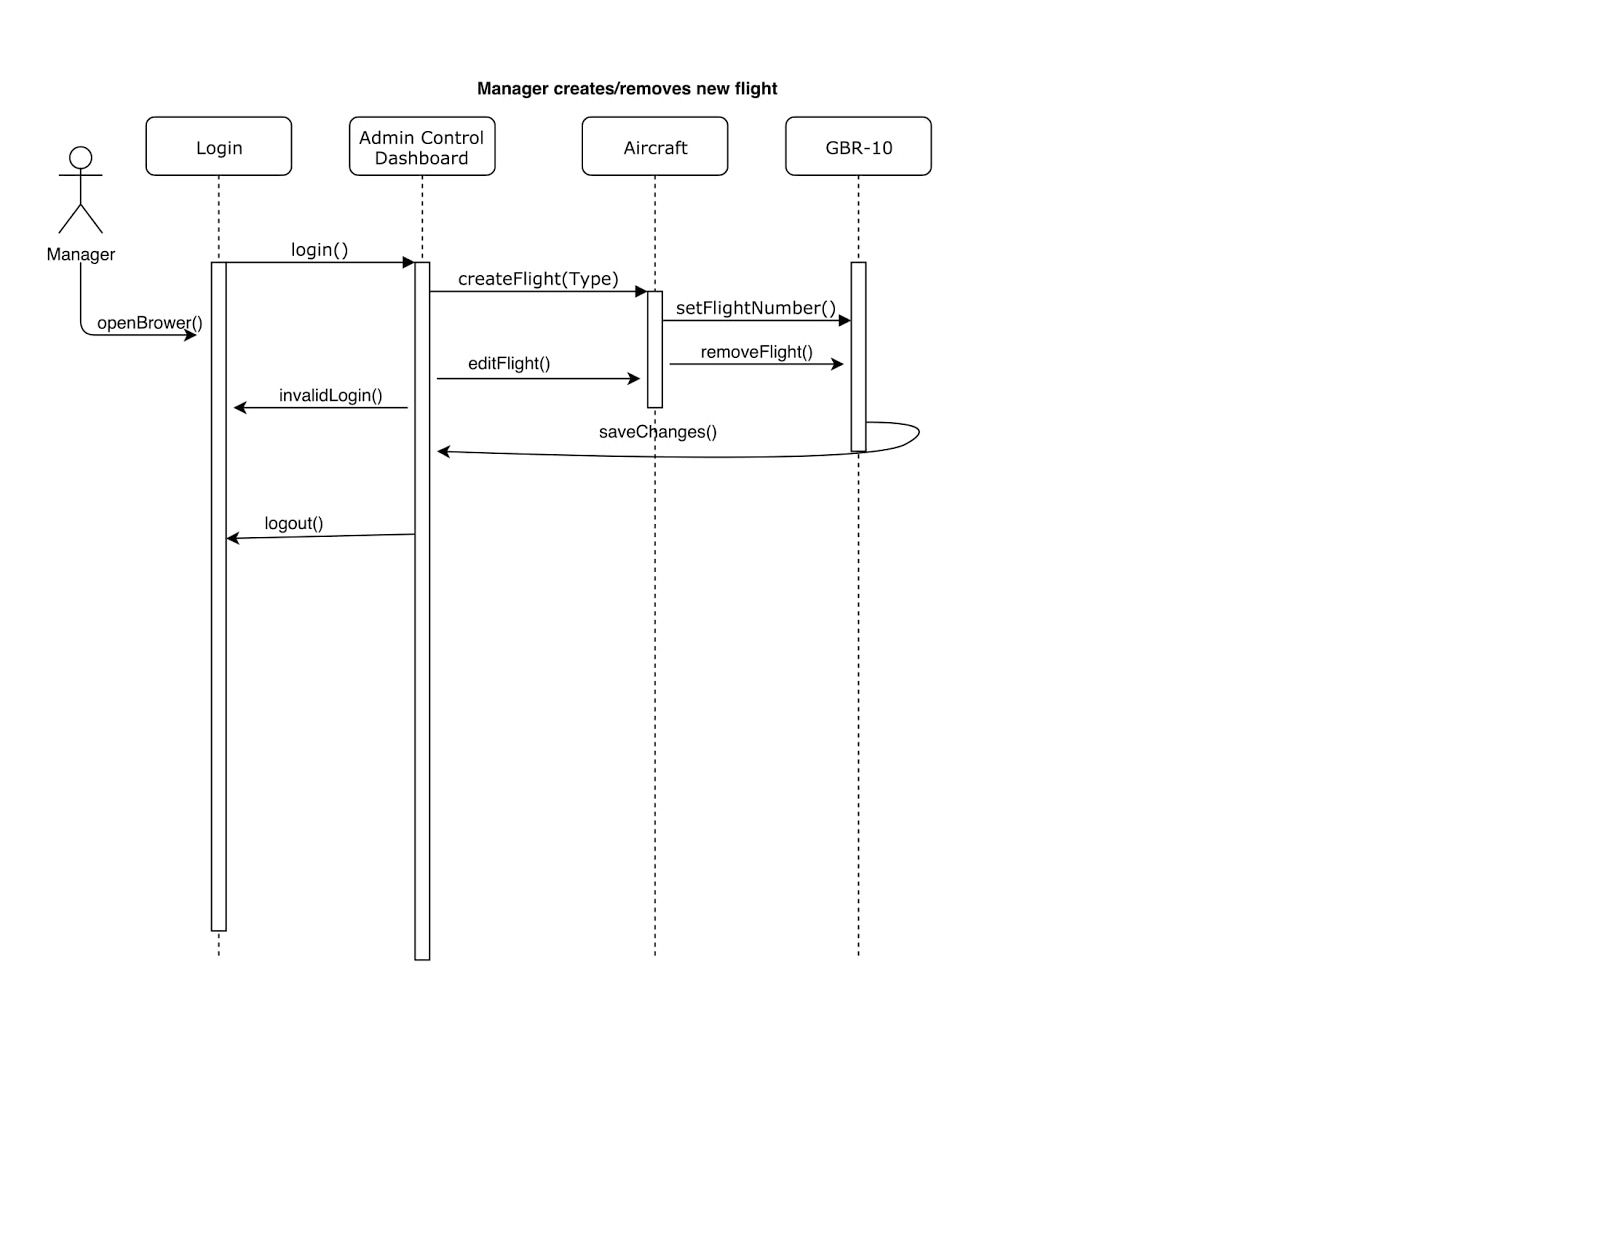 Manager creates/removes new flight
Login
Admin Control
Dashboard
Aircraft
GBR-10
Manager
login()
createFlight(Type)
setFlightNumber()
openBrower()
removeFlight()
editFlight()
invalidLogin()
saveChanges()
logout()